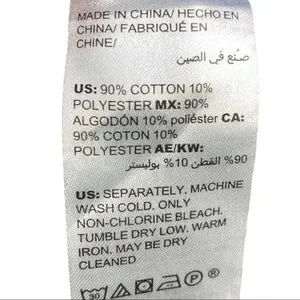 MADE IN CHINA/ HECHO EN
CHINA/ FABRIQUÉ EN
CHINE/
صنع في الصين
US: 90% COTTON 10%
POLYESTER MX: 90%
ALGODÓN 10% poliéster CA:
90% COTON 10%
POLYESTER AE/KW:
90% القطن 10% بوليستر
US: SEPARATELY, MACHINE
WASH COLD. ONLY
NON-CHLORINE BLEACH.
TUMBLE DRY LOW. WARM
IRON. MAY BE DRY
CLEANED
30 P ®